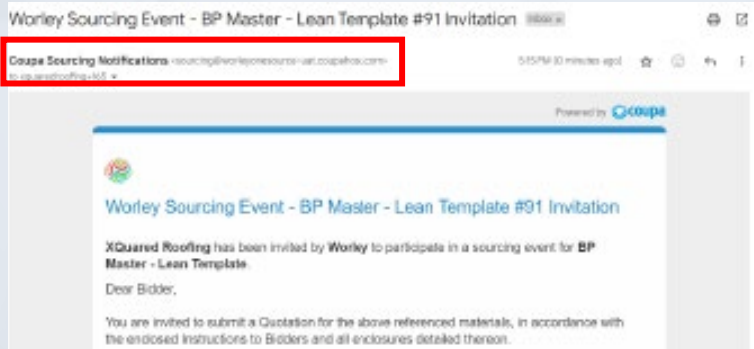 Worley Sourcing Event - BP Master - Lean Template #91 Invitation Inbox x
Coupa Sourcing Notifications
5:15 PM (0 minutes ago)
Powered by coupa
Worley Sourcing Event - BP Master - Lean Template #91 Invitation
XQuared Roofing has been invited by Worley to participate in a sourcing event for BP
Master - Lean Template.
Dear Bidder,
You are invited to submit a Quotation for the above referenced materials, in accordance with
the enclosed Instructions to Bidders and all enclosures detailed thereon.